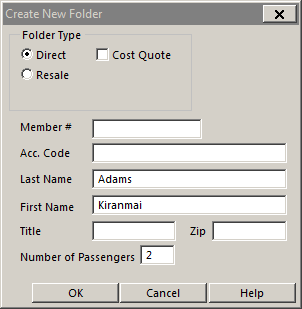 Create New Folder
Folder Type
Direct Cost Quote
Resale
Member #
Acc. Code
Last Name Adams
First Name Kiranmai
Title Zip
Number of Passengers 2
OK Cancel Help